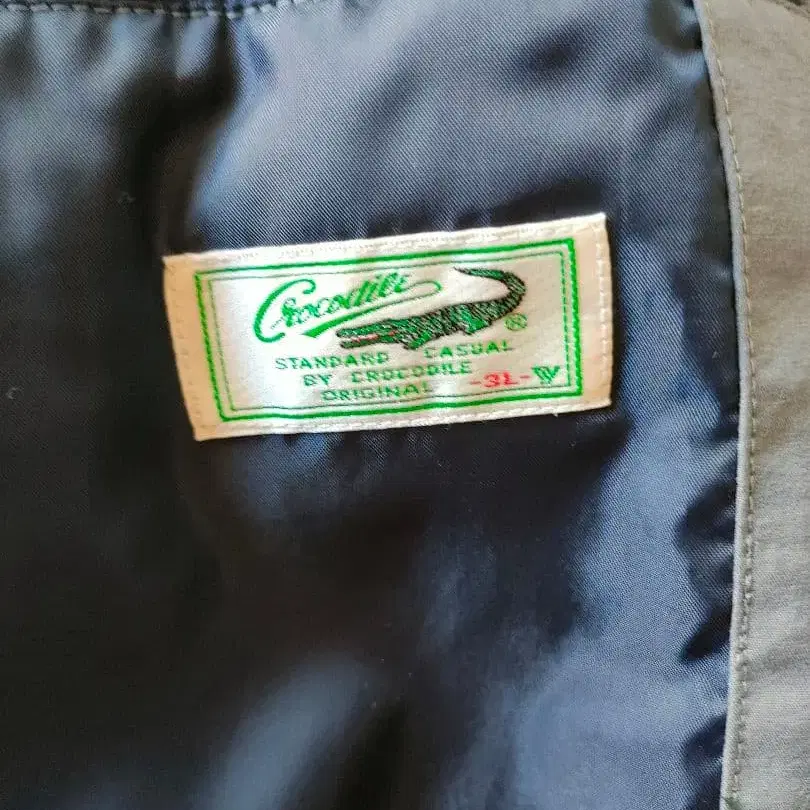 Crocodile ®
STANDARD CASUAL
BY CROCODILE
ORIGINAL -3L-